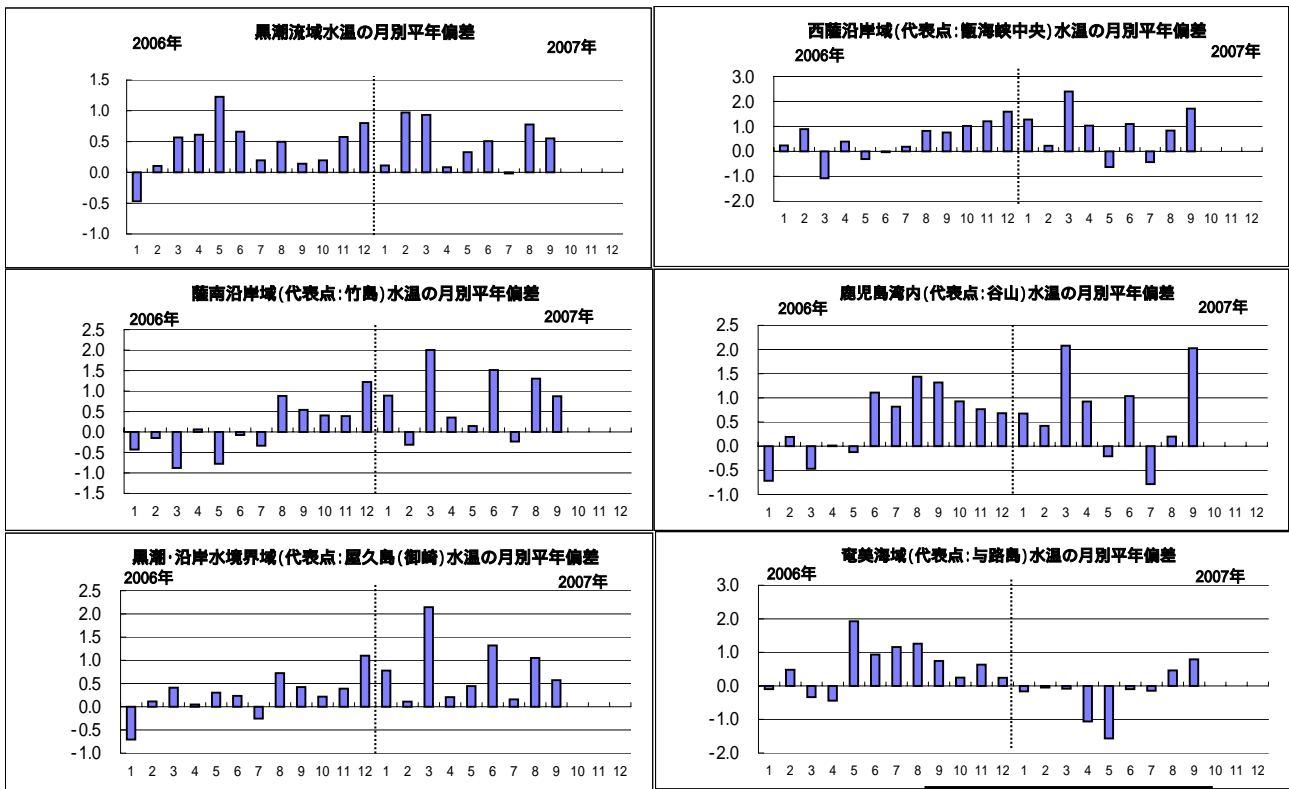 黒潮流域水温の月別平年偏差
2006年
2007年
1.5
1.0
0.5
0.0
-0.5
-1.0
1 2 3 4 5 6 7 8 9 10 11 12 1 2 3 4 5 6 7 8 9 10 11 12
西薩沿岸域(代表点:甑海峡中央)水温の月別平年偏差
2006年
2007年
3.0
2.0
1.0
0.0
-1.0
-2.0
1 2 3 4 5 6 7 8 9 10 11 12 1 2 3 4 5 6 7 8 9 10 11 12
薩南沿岸域(代表点:竹島)水温の月別平年偏差
2006年
2007年
2.5
2.0
1.5
1.0
0.5
0.0
-0.5
-1.0
-1.5
1 2 3 4 5 6 7 8 9 10 11 12 1 2 3 4 5 6 7 8 9 10 11 12
鹿児島湾内(代表点:谷山)水温の月別平年偏差
2006年
2007年
2.5
2.0
1.5
1.0
0.5
0.0
-0.5
-1.0
1 2 3 4 5 6 7 8 9 10 11 12 1 2 3 4 5 6 7 8 9 10 11 12
黒潮・沿岸水境界域(代表点:屋久島(御崎)水温の月別平年偏差
2006年
2007年
2.5
2.0
1.5
1.0
0.5
0.0
-0.5
-1.0
1 2 3 4 5 6 7 8 9 10 11 12 1 2 3 4 5 6 7 8 9 10 11 12
奄美海域(代表点:与路島)水温の月別平年偏差
2006年
2007年
3.0
2.0
1.0
0.0
-1.0
-2.0
1 2 3 4 5 6 7 8 9 10 11 12 1 2 3 4 5 6 7 8 9 10 11 12